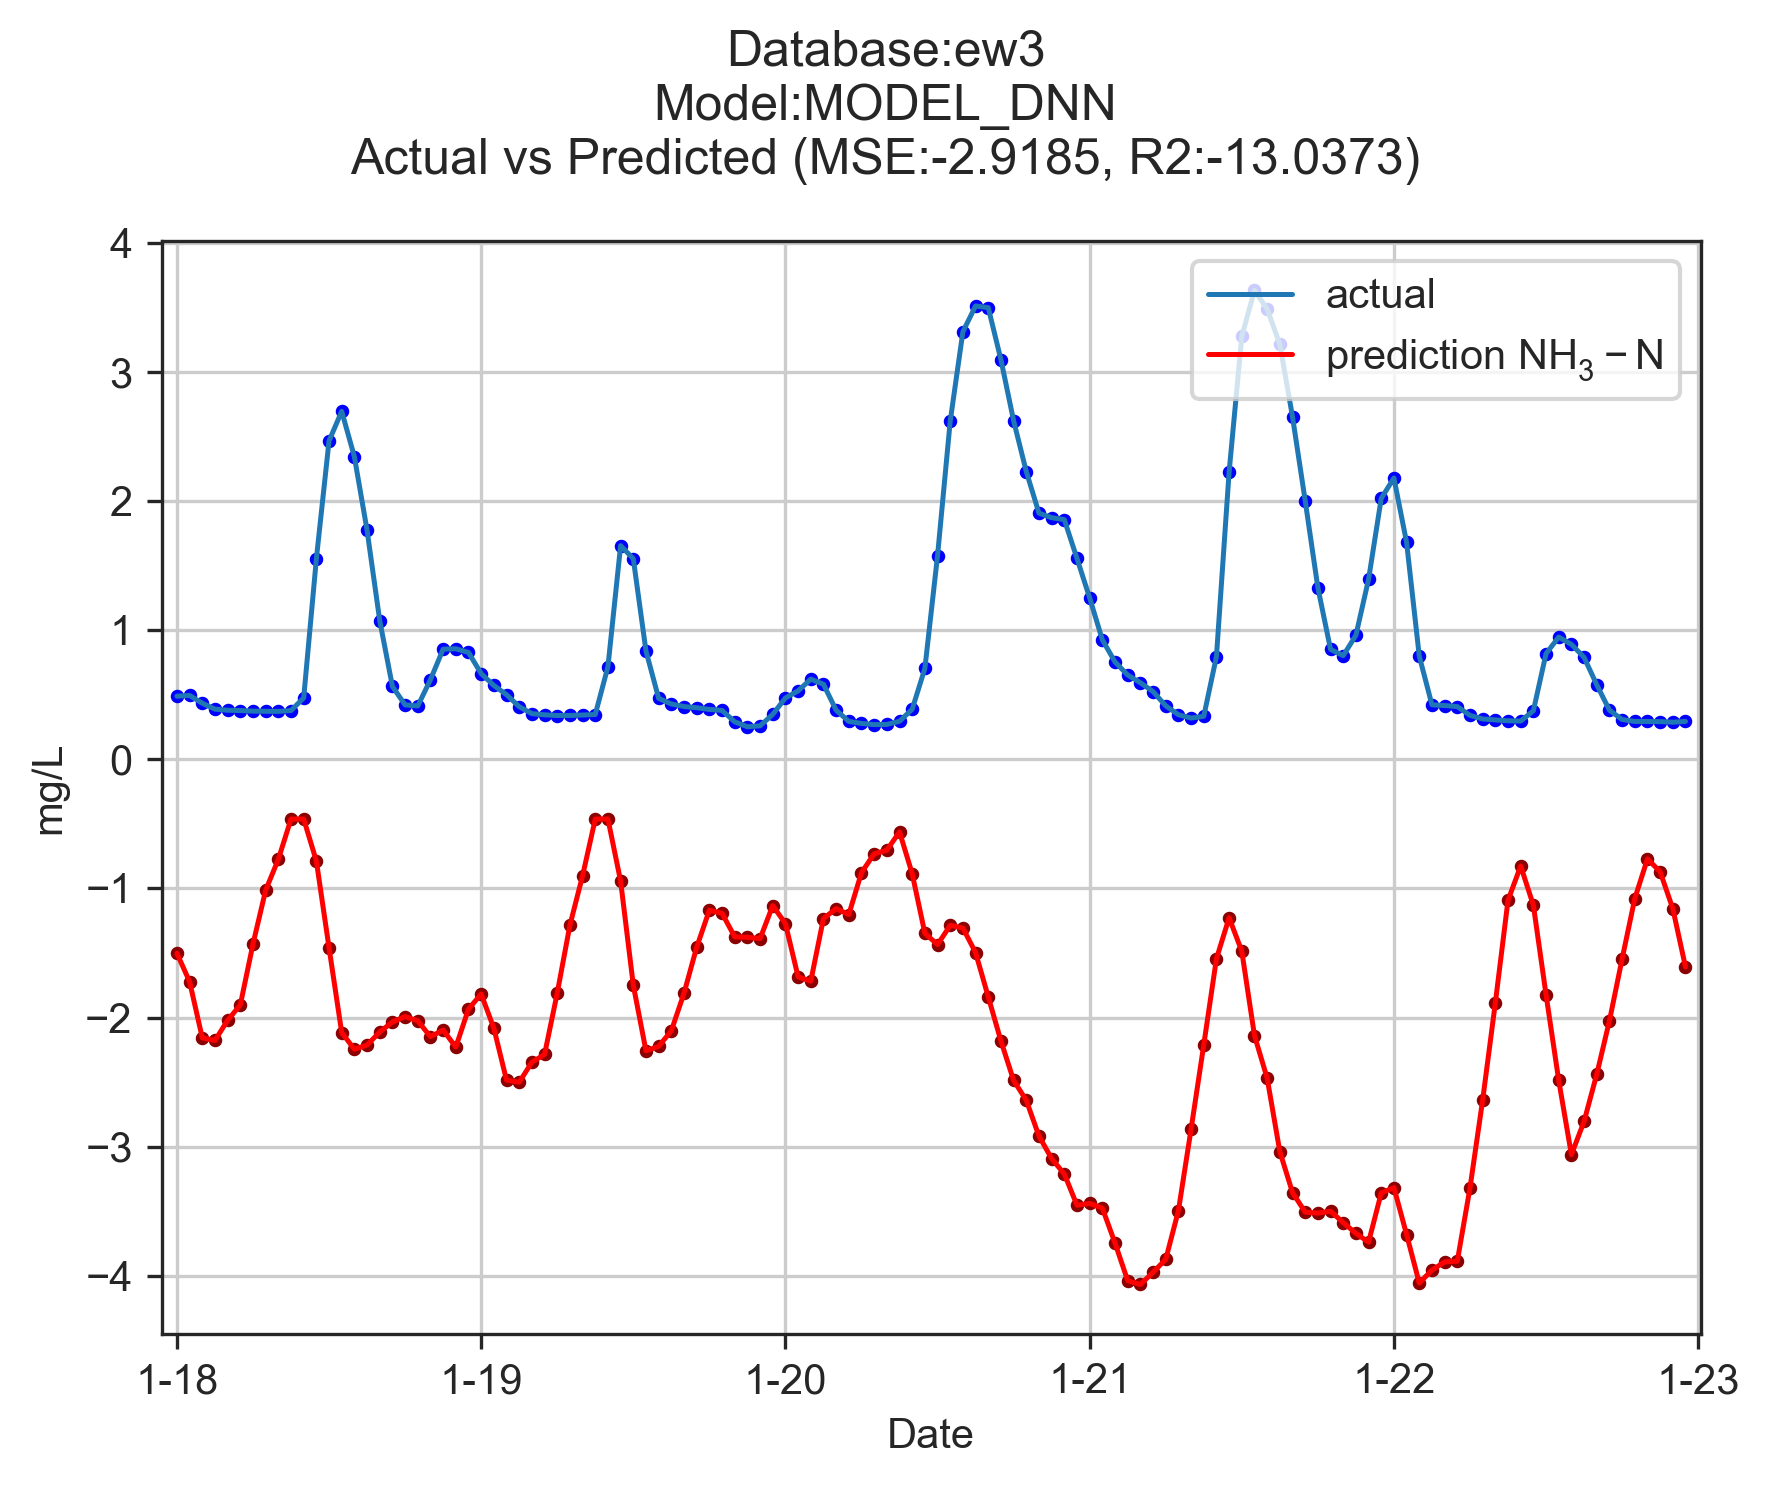 Database:ew3
Model:MODEL_DNN
Actual vs Predicted (MSE:-2.9185, R2:-13.0373)
actual
prediction NH₃ − N
4
3
2
1
0
−1
−2
−3
−4
mg/L
1-18 1-19 1-20 1-21 1-22 1-23
Date